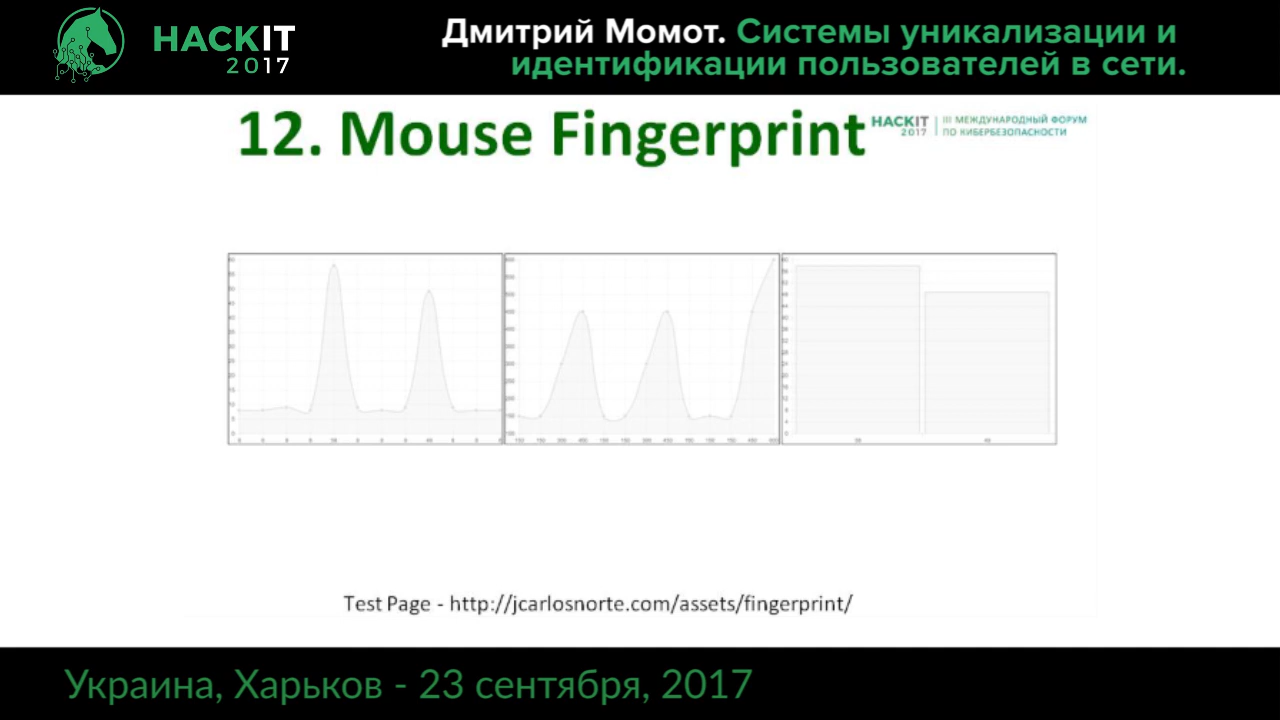 HACKIT
2017
Дмитрий Момот. Системы уникализации и
идентификации пользователей в сети.
12. Mouse Fingerprint
HACKIT
2017
III МЕЖДУНАРОДНЫЙ ФОРУМ
ПО КИБЕРБЕЗОПАСНОСТИ
Test Page - http://jcarlosnorte.com/assets/fingerprint/
Украина, Харьков - 23 сентября, 2017